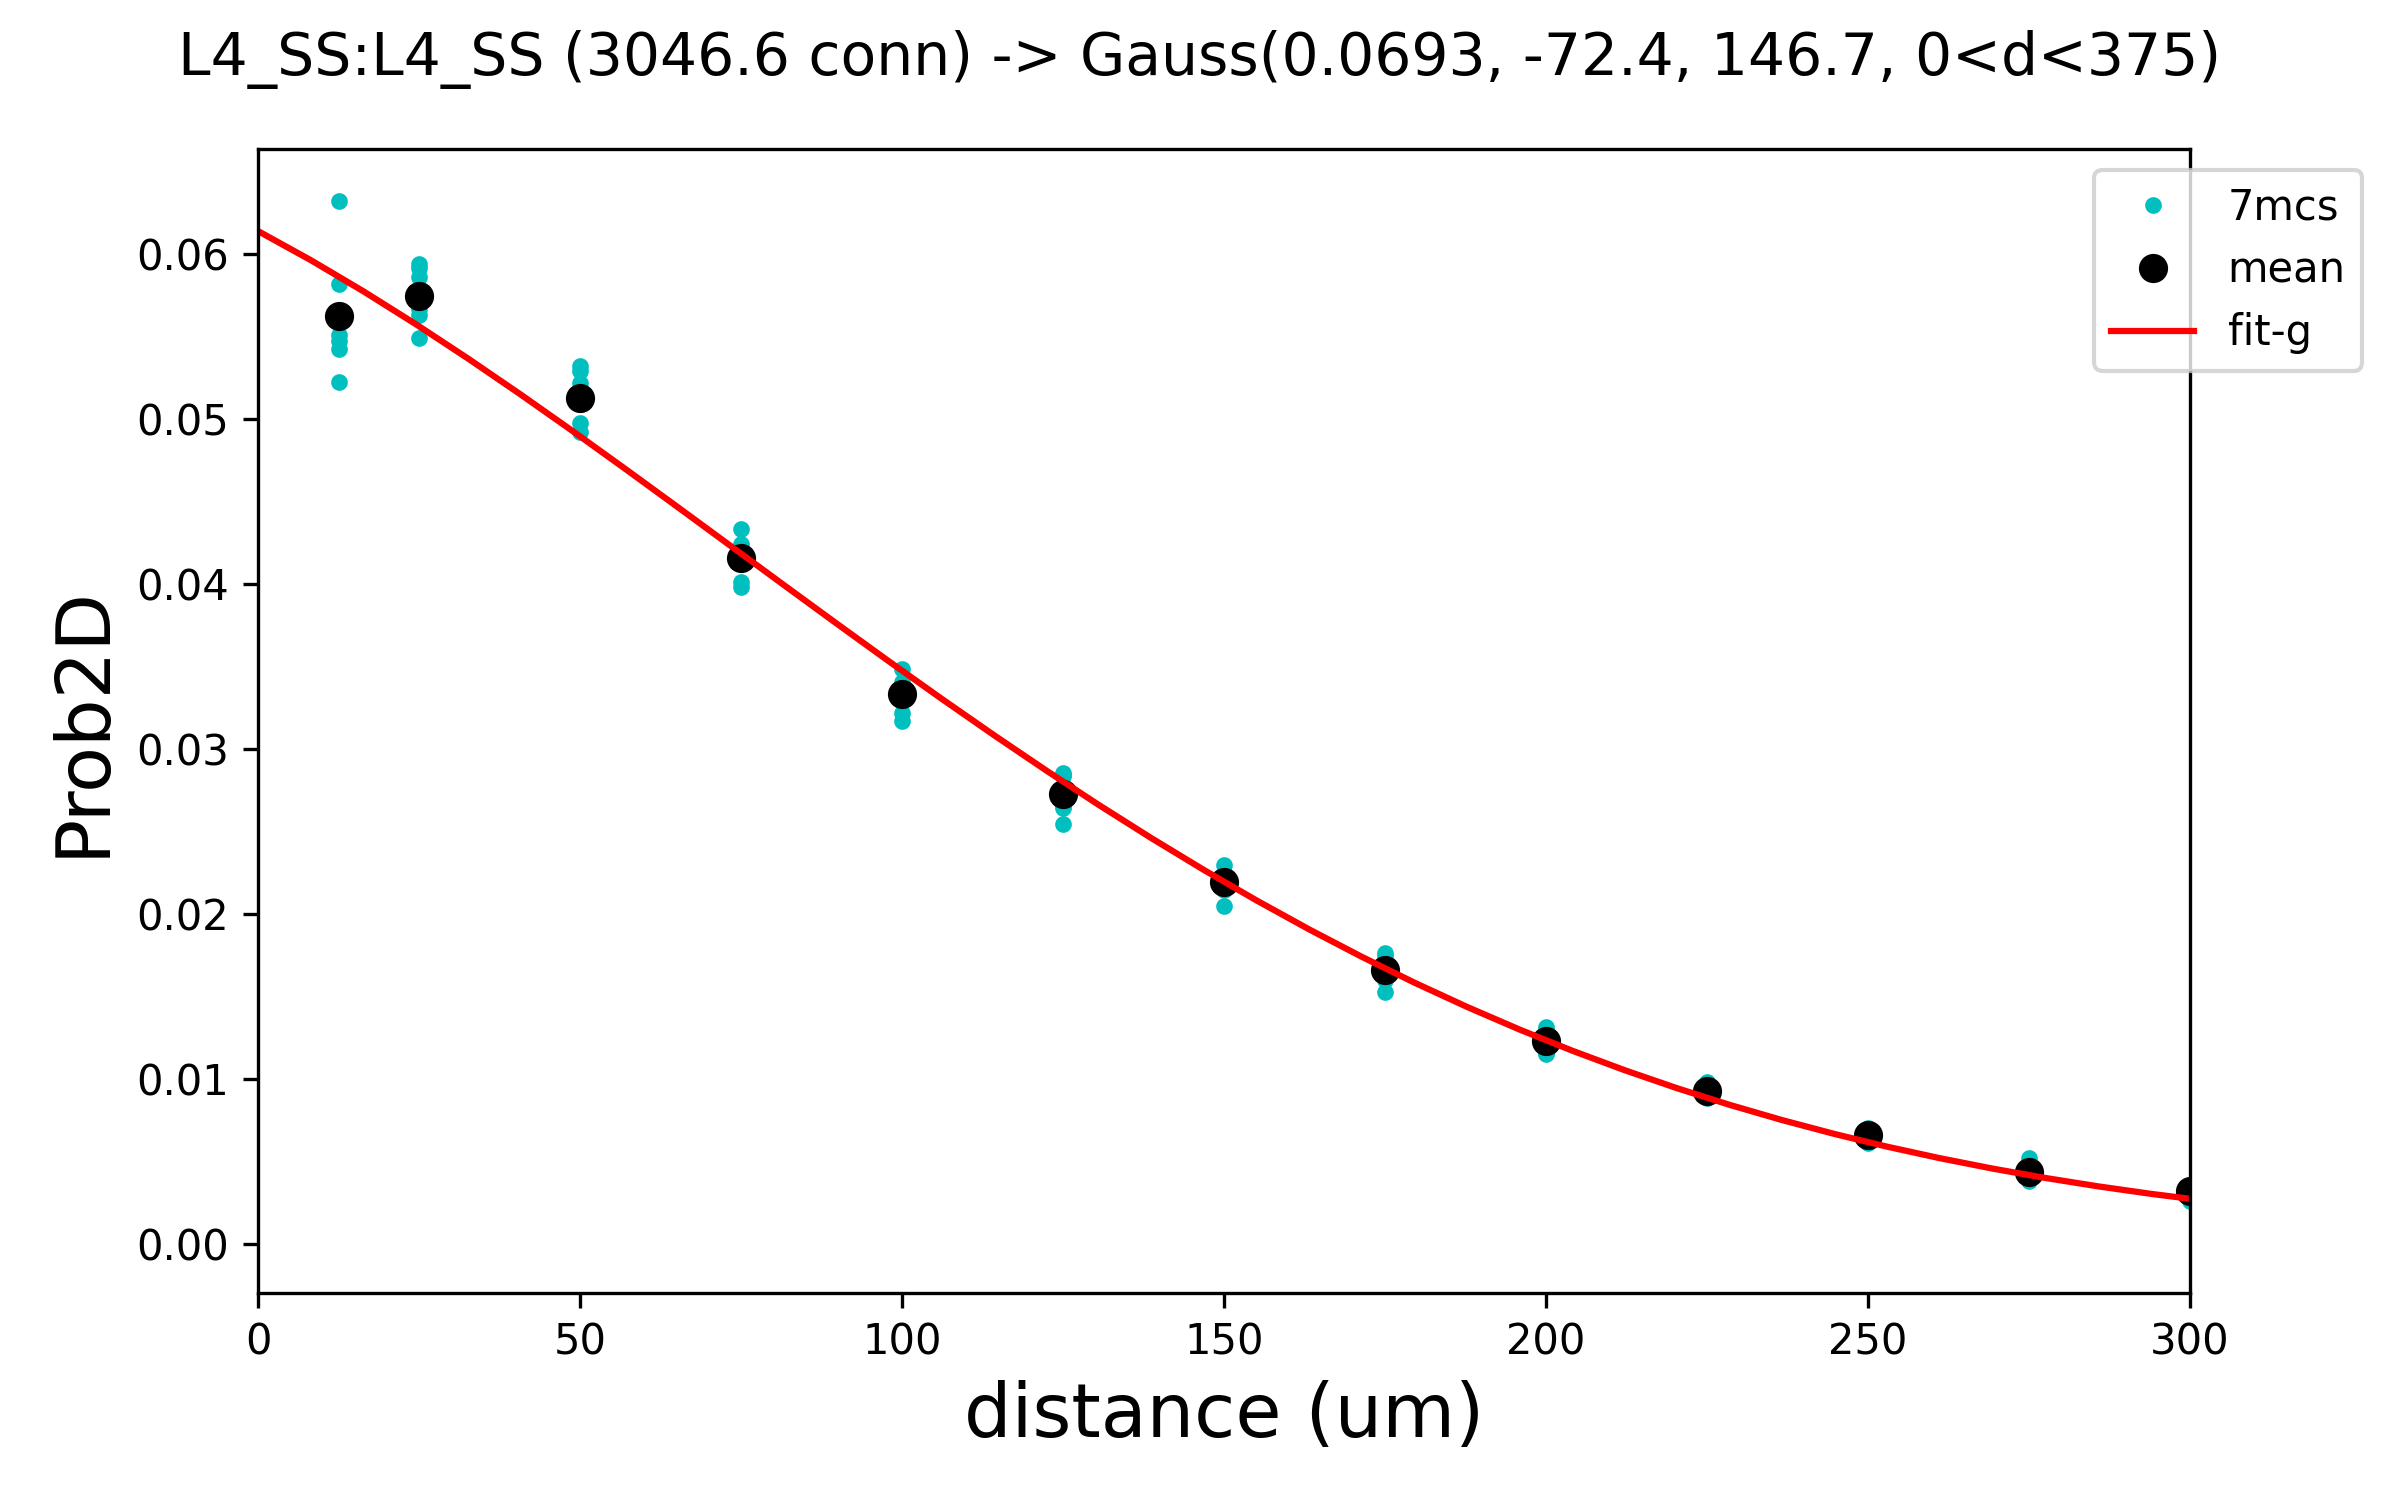 L4_SS:L4_SS (3046.6 conn) -> Gauss(0.0693, -72.4, 146.7, 0<d<375)
7mcs
mean
fit-g
Prob2D
0.06
0.05
0.04
0.03
0.02
0.01
0.00
0 50 100 150 200 250 300
distance (um)